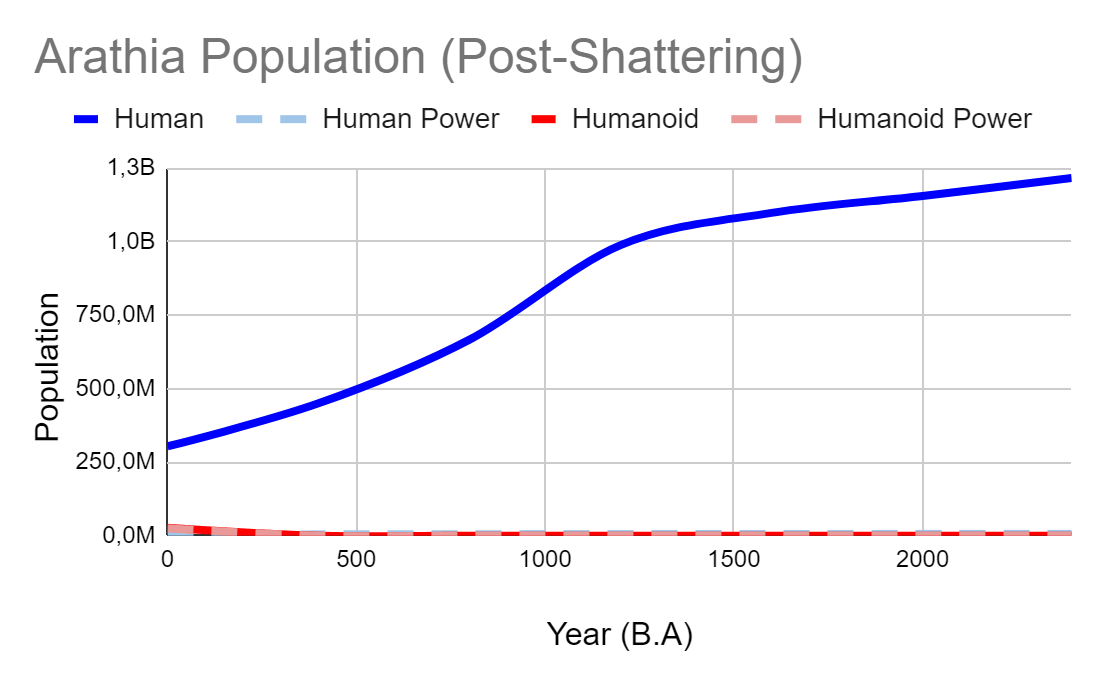 Arathia Population (Post-Shattering)
Human Human Power Humanoid Humanoid Power
1,3B
1,0B
750,0M
500,0M
250,0M
0,0M
Population
0 500 1000 1500 2000
Year (B.A)